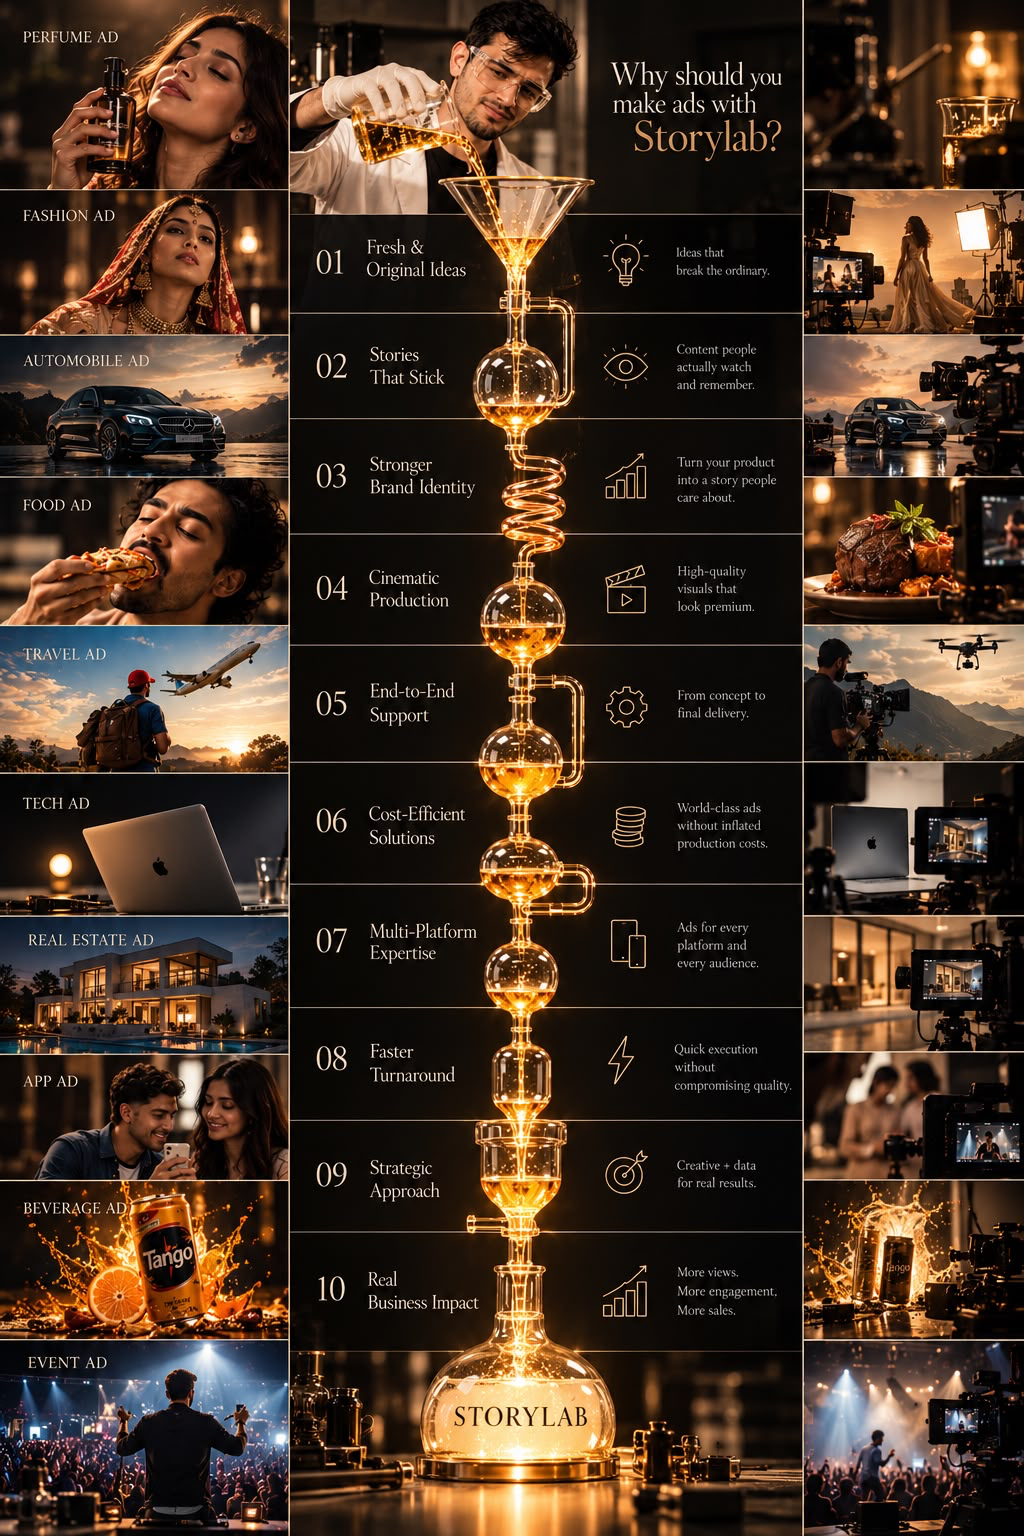 PERFUME AD
Why should you
make ads with
Storylab?
FASHION AD
01
Fresh &
Original Ideas
Ideas that
break the ordinary.
AUTOMOBILE AD
02
Stories
That Stick
Content people
actually watch
and remember.
FOOD AD
03
Stronger
Brand Identity
Turn your product
into a story people
care about.
04
Cinematic
Production
High-quality
visuals that
look premium.
TRAVEL AD
05
End-to-End
Support
From concept to
final delivery.
TECH AD
06
Cost-Efficient
Solutions
World-class ads
without inflated
production costs.
REAL ESTATE AD
07
Multi-Platform
Expertise
Ads for every
platform and
every audience.
APP AD
08
Faster
Turnaround
Quick execution
without
compromising quality.
09
Strategic
Approach
Creative + data
for real results.
BEVERAGE AD
Tango
Tango
10
Real
Business Impact
More views.
More engagement.
More sales.
EVENT AD
STORYLAB